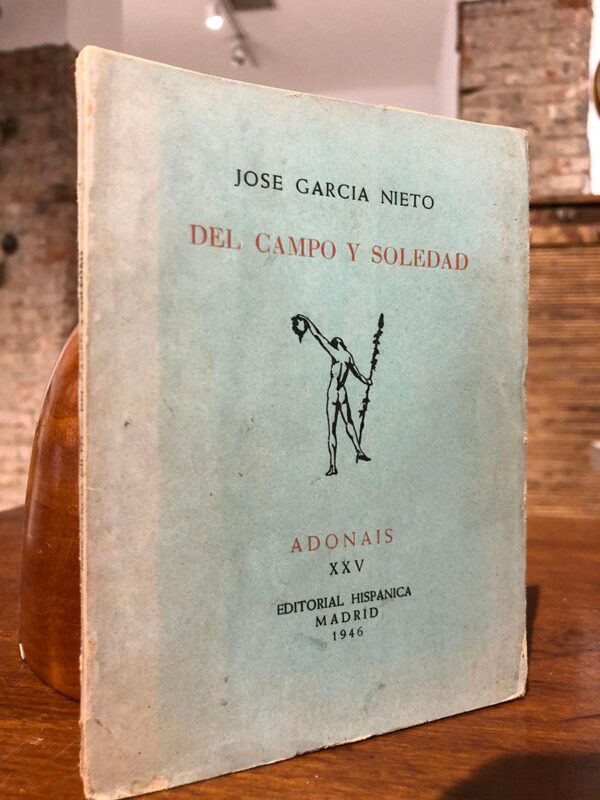 JOSE GARCIA NIETO
DEL CAMPO Y SOLEDAD
ADONAIS
XXV
EDITORIAL HISPANICA
MADRID
1946